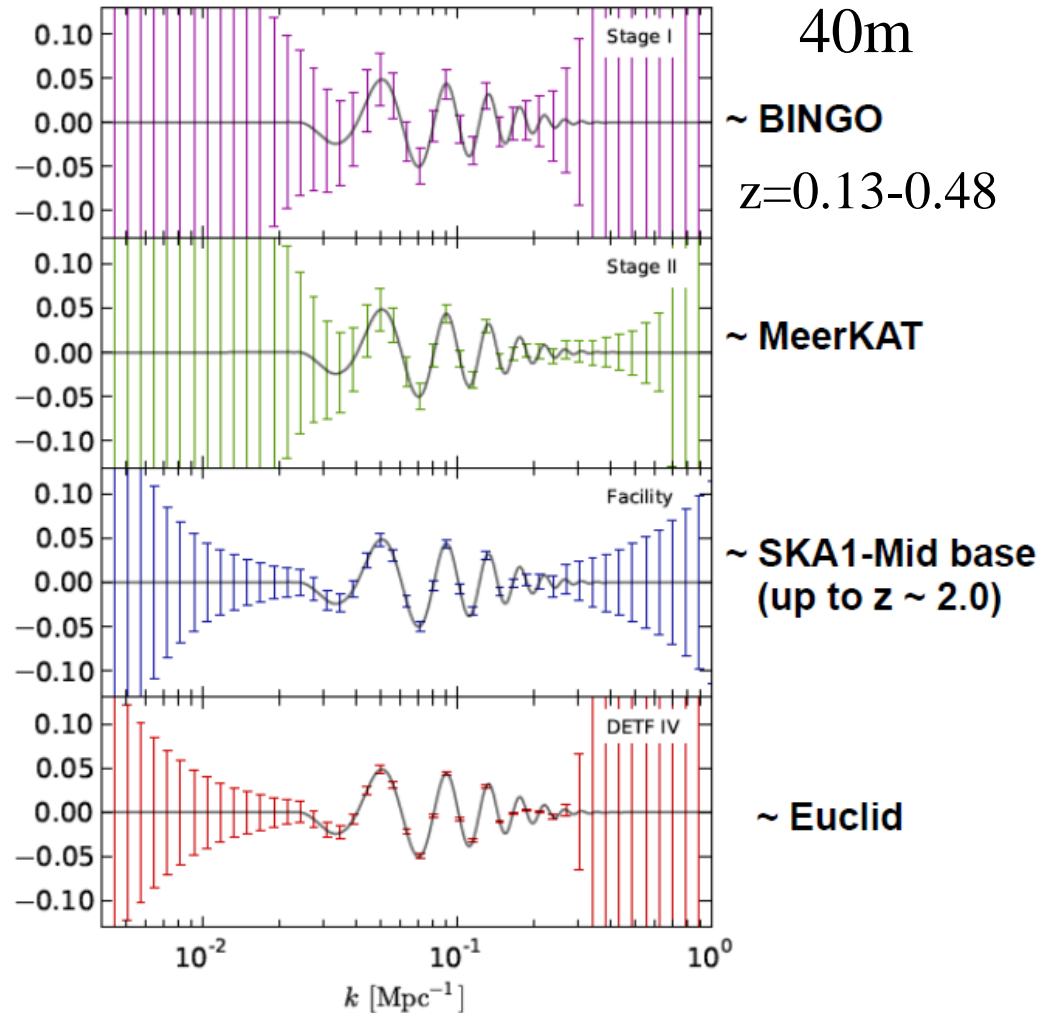 0.10
0.05
0.00
−0.05
−0.10
Stage I
40m
~ BINGO
z=0.13-0.48
0.10
0.05
0.00
−0.05
−0.10
Stage II
~ MeerKAT
0.10
0.05
0.00
−0.05
−0.10
Facility
~ SKA1-Mid base
(up to z ~ 2.0)
0.10
0.05
0.00
−0.05
−0.10
DETF IV
~ Euclid
10⁻² 10⁻¹ 10⁰
k [Mpc⁻¹]